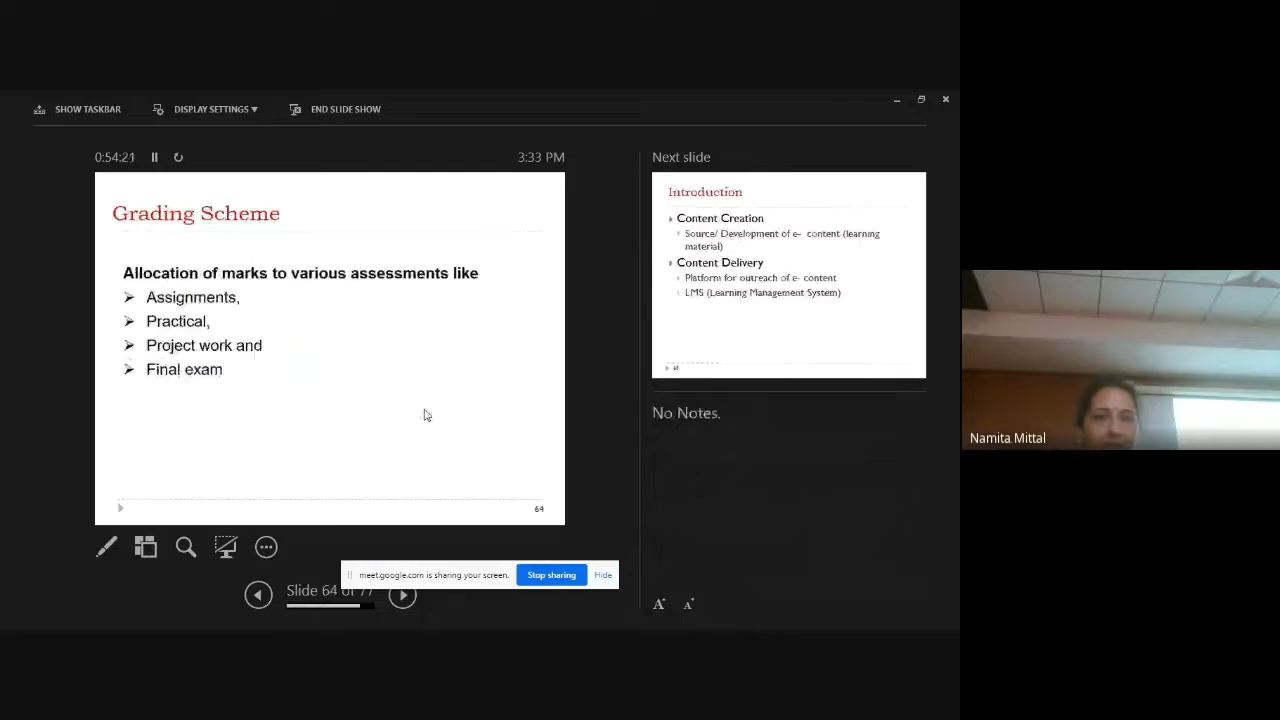 SHOW TASKBAR
DISPLAY SETTINGS
END SLIDE SHOW
0:54:21
3:33 PM
Grading Scheme
Allocation of marks to various assessments like
Assignments,
Practical,
Project work and
Final exam
64
Next slide
Introduction
Content Creation
Source/ Development of e- content (learning
material)
Content Delivery
Platform for outreach of e- content
LMS (Learning Management System)
No Notes.
meet.google.com is sharing your screen.
Stop sharing
Hide
Slide 64 of 77
A
A
Namita Mittal